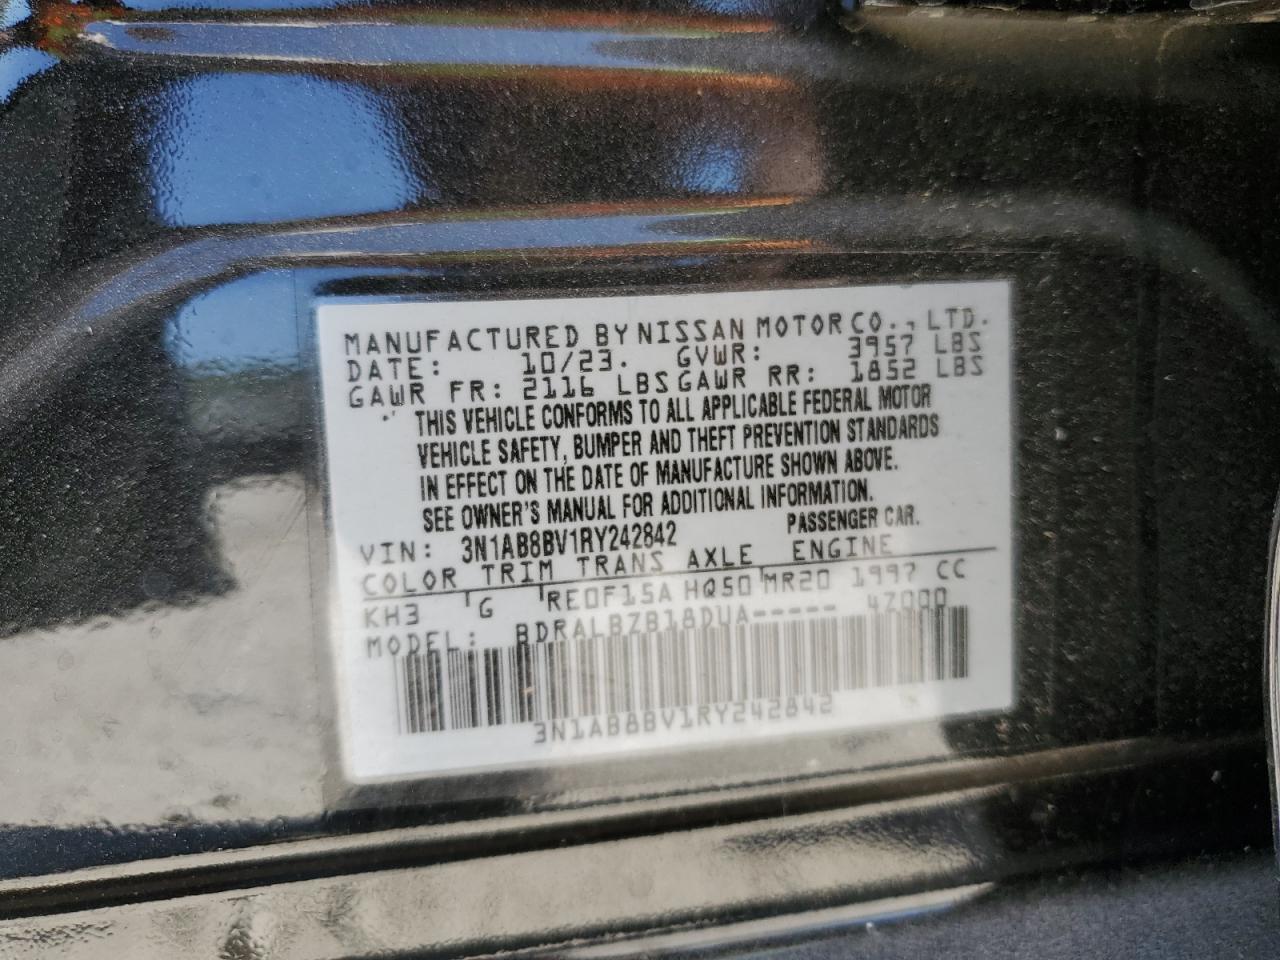 MANUFACTURED BY NISSAN MOTOR CO., LTD.
DATE: 10/23. GVWR: 3957 LBS
GAWR FR: 2116 LBS GAWR RR: 1852 LBS
THIS VEHICLE CONFORMS TO ALL APPLICABLE FEDERAL MOTOR
VEHICLE SAFETY, BUMPER AND THEFT PREVENTION STANDARDS
IN EFFECT ON THE DATE OF MANUFACTURE SHOWN ABOVE.
SEE OWNER'S MANUAL FOR ADDITIONAL INFORMATION.
VIN: 3N1AB8BV1RY242842 PASSENGER CAR.
COLOR TRIM TRANS AXLE ENGINE
KH3 G RE0F15A HQ50 MR20 1997 CC
MODEL: BDRALBZB18DUA----- 47000
3N1AB8BV1RY242842